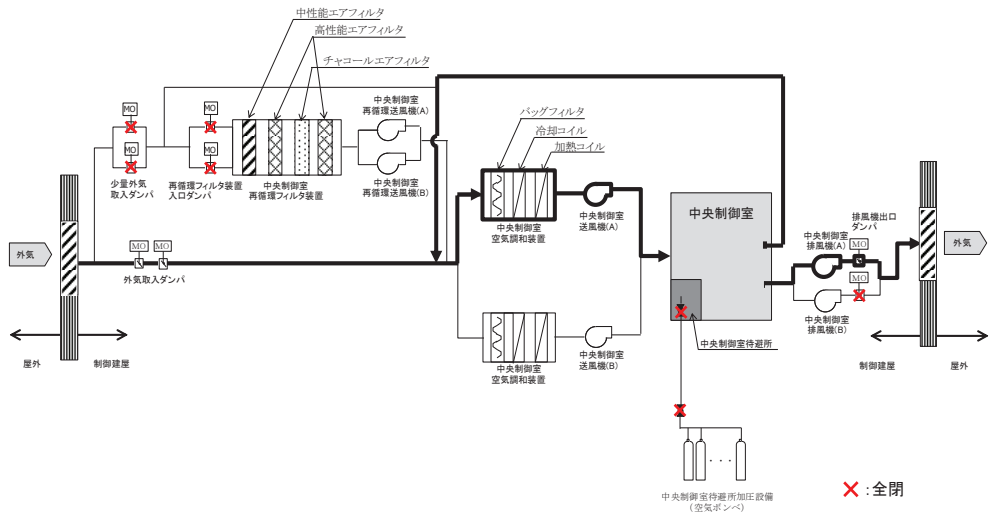 中性能エアフィルタ
高性能エアフィルタ
チャコールエアフィルタ
MO
MO
MO
MO
中央制御室
再循環送風機(A)
中央制御室
再循環送風機(B)
少量外気
取入ダンパ
再循環フィルタ装置
入口ダンパ
中央制御室
再循環フィルタ装置
バッグフィルタ
冷却コイル
加熱コイル
中央制御室
空気調和装置
中央制御室
送風機(A)
中央制御室
中央制御室
排風機(A)
排風機出口
ダンパ
MO
MO
外気
外気
MO
MO
外気取入ダンパ
中央制御室
排風機(B)
中央制御室待避所
中央制御室
空気調和装置
中央制御室
送風機(B)
屋外
制御建屋
制御建屋
屋外
・・・
中央制御室待避所加圧設備
(空気ボンベ)
:全閉